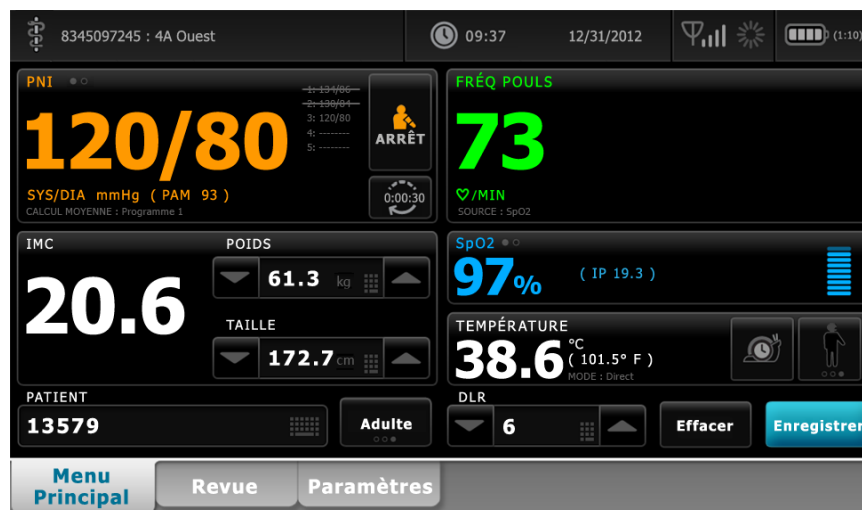 8345097245 : 4A Ouest
09:37
12/31/2012
(1:10)
PNI
1: 134/86
2: 130/84
3: 120/80
4: --------
5: --------
120/80
ARRÊT
SYS/DIA mmHg ( PAM 93 )
CALCUL MOYENNE : Programme 1
0:00:30
FRÉQ POULS
73
/MIN
SOURCE : SpO2
IMC
20.6
POIDS
61.3 kg
TAILLE
172.7 cm
SpO2
97% ( IP 19.3 )
TEMPÉRATURE
38.6 °C
( 101.5° F )
MODE : Direct
PATIENT
13579
Adulte
DLR
6
Effacer
Enregistrer
Menu
Principal
Revue
Paramètres